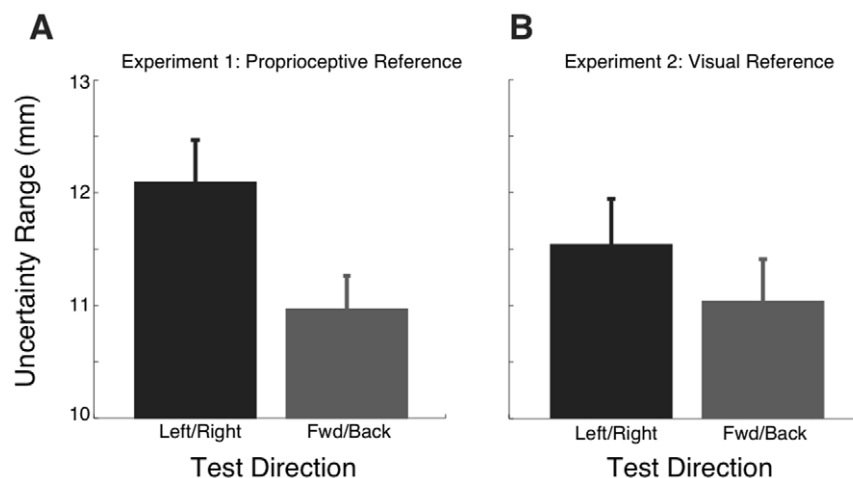 A
Experiment 1: Proprioceptive Reference
Uncertainty Range (mm)
13
12
11
10
Left/Right
Fwd/Back
Test Direction
B
Experiment 2: Visual Reference
Left/Right
Fwd/Back
Test Direction